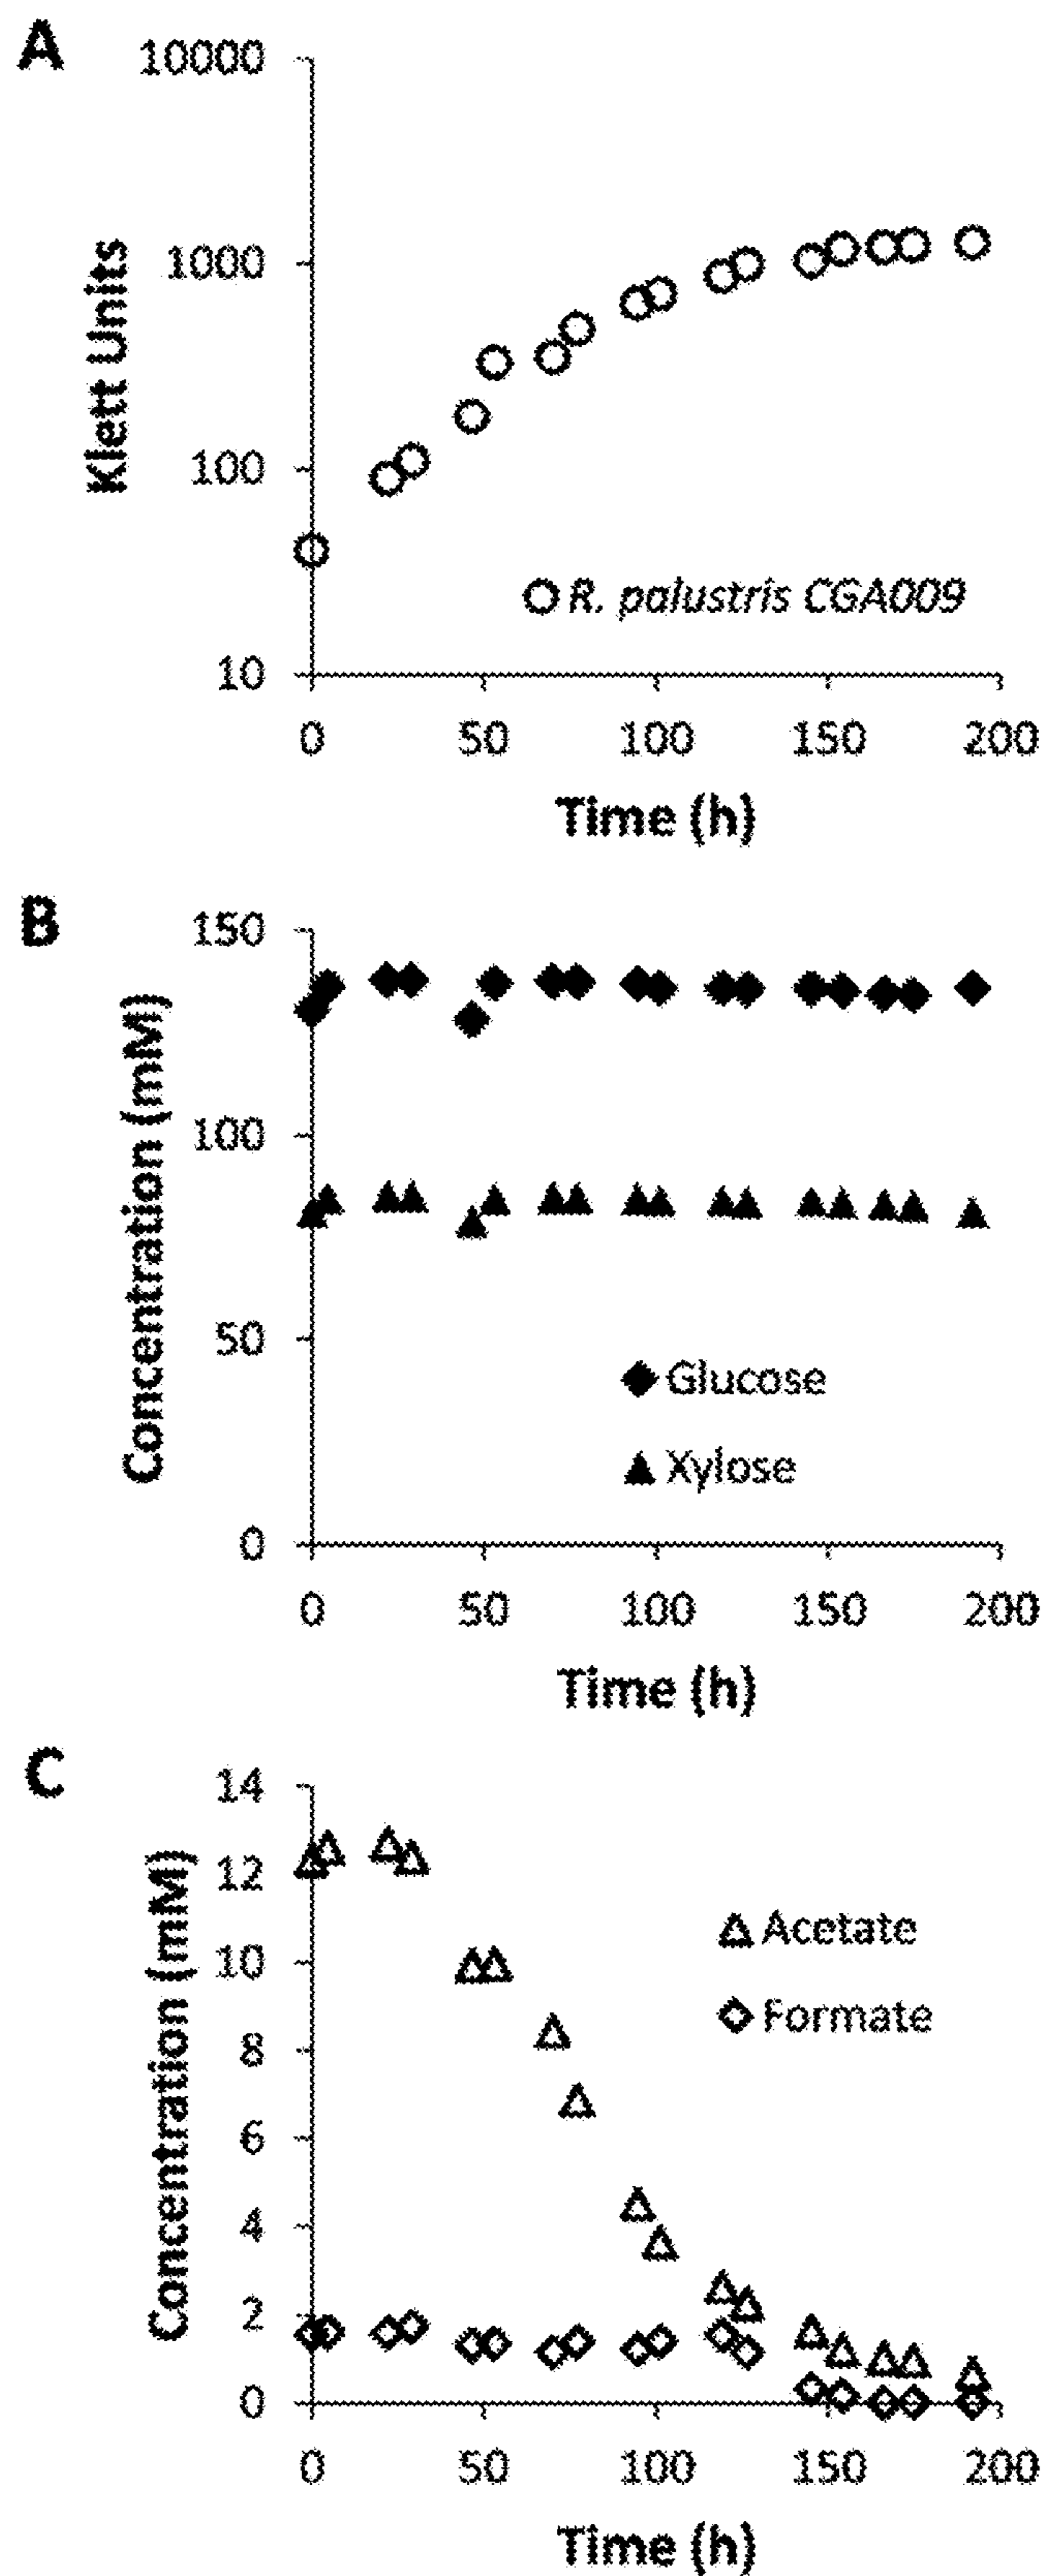 A
10000
1000
100
10
Klett Units
R. palustris CGA009
0 50 100 150 200
Time (h)
B
150
100
50
0
Concentration (mM)
Glucose
Xylose
0 50 100 150 200
Time (h)
C
14
12
10
8
6
4
2
0
Concentration (mM)
Acetate
Formate
0 50 100 150 200
Time (h)